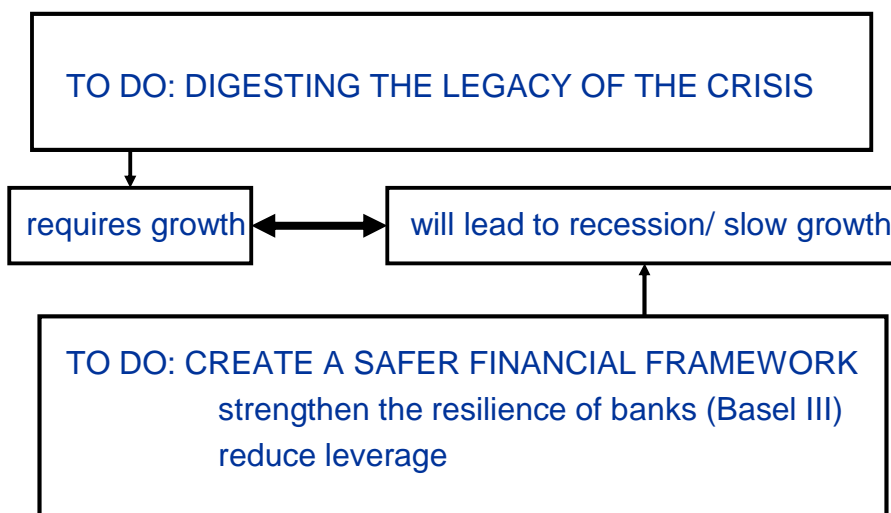 TO DO: DIGESTING THE LEGACY OF THE CRISIS
requires growth
will lead to recession/ slow growth
TO DO: CREATE A SAFER FINANCIAL FRAMEWORK
strengthen the resilience of banks (Basel III)
reduce leverage